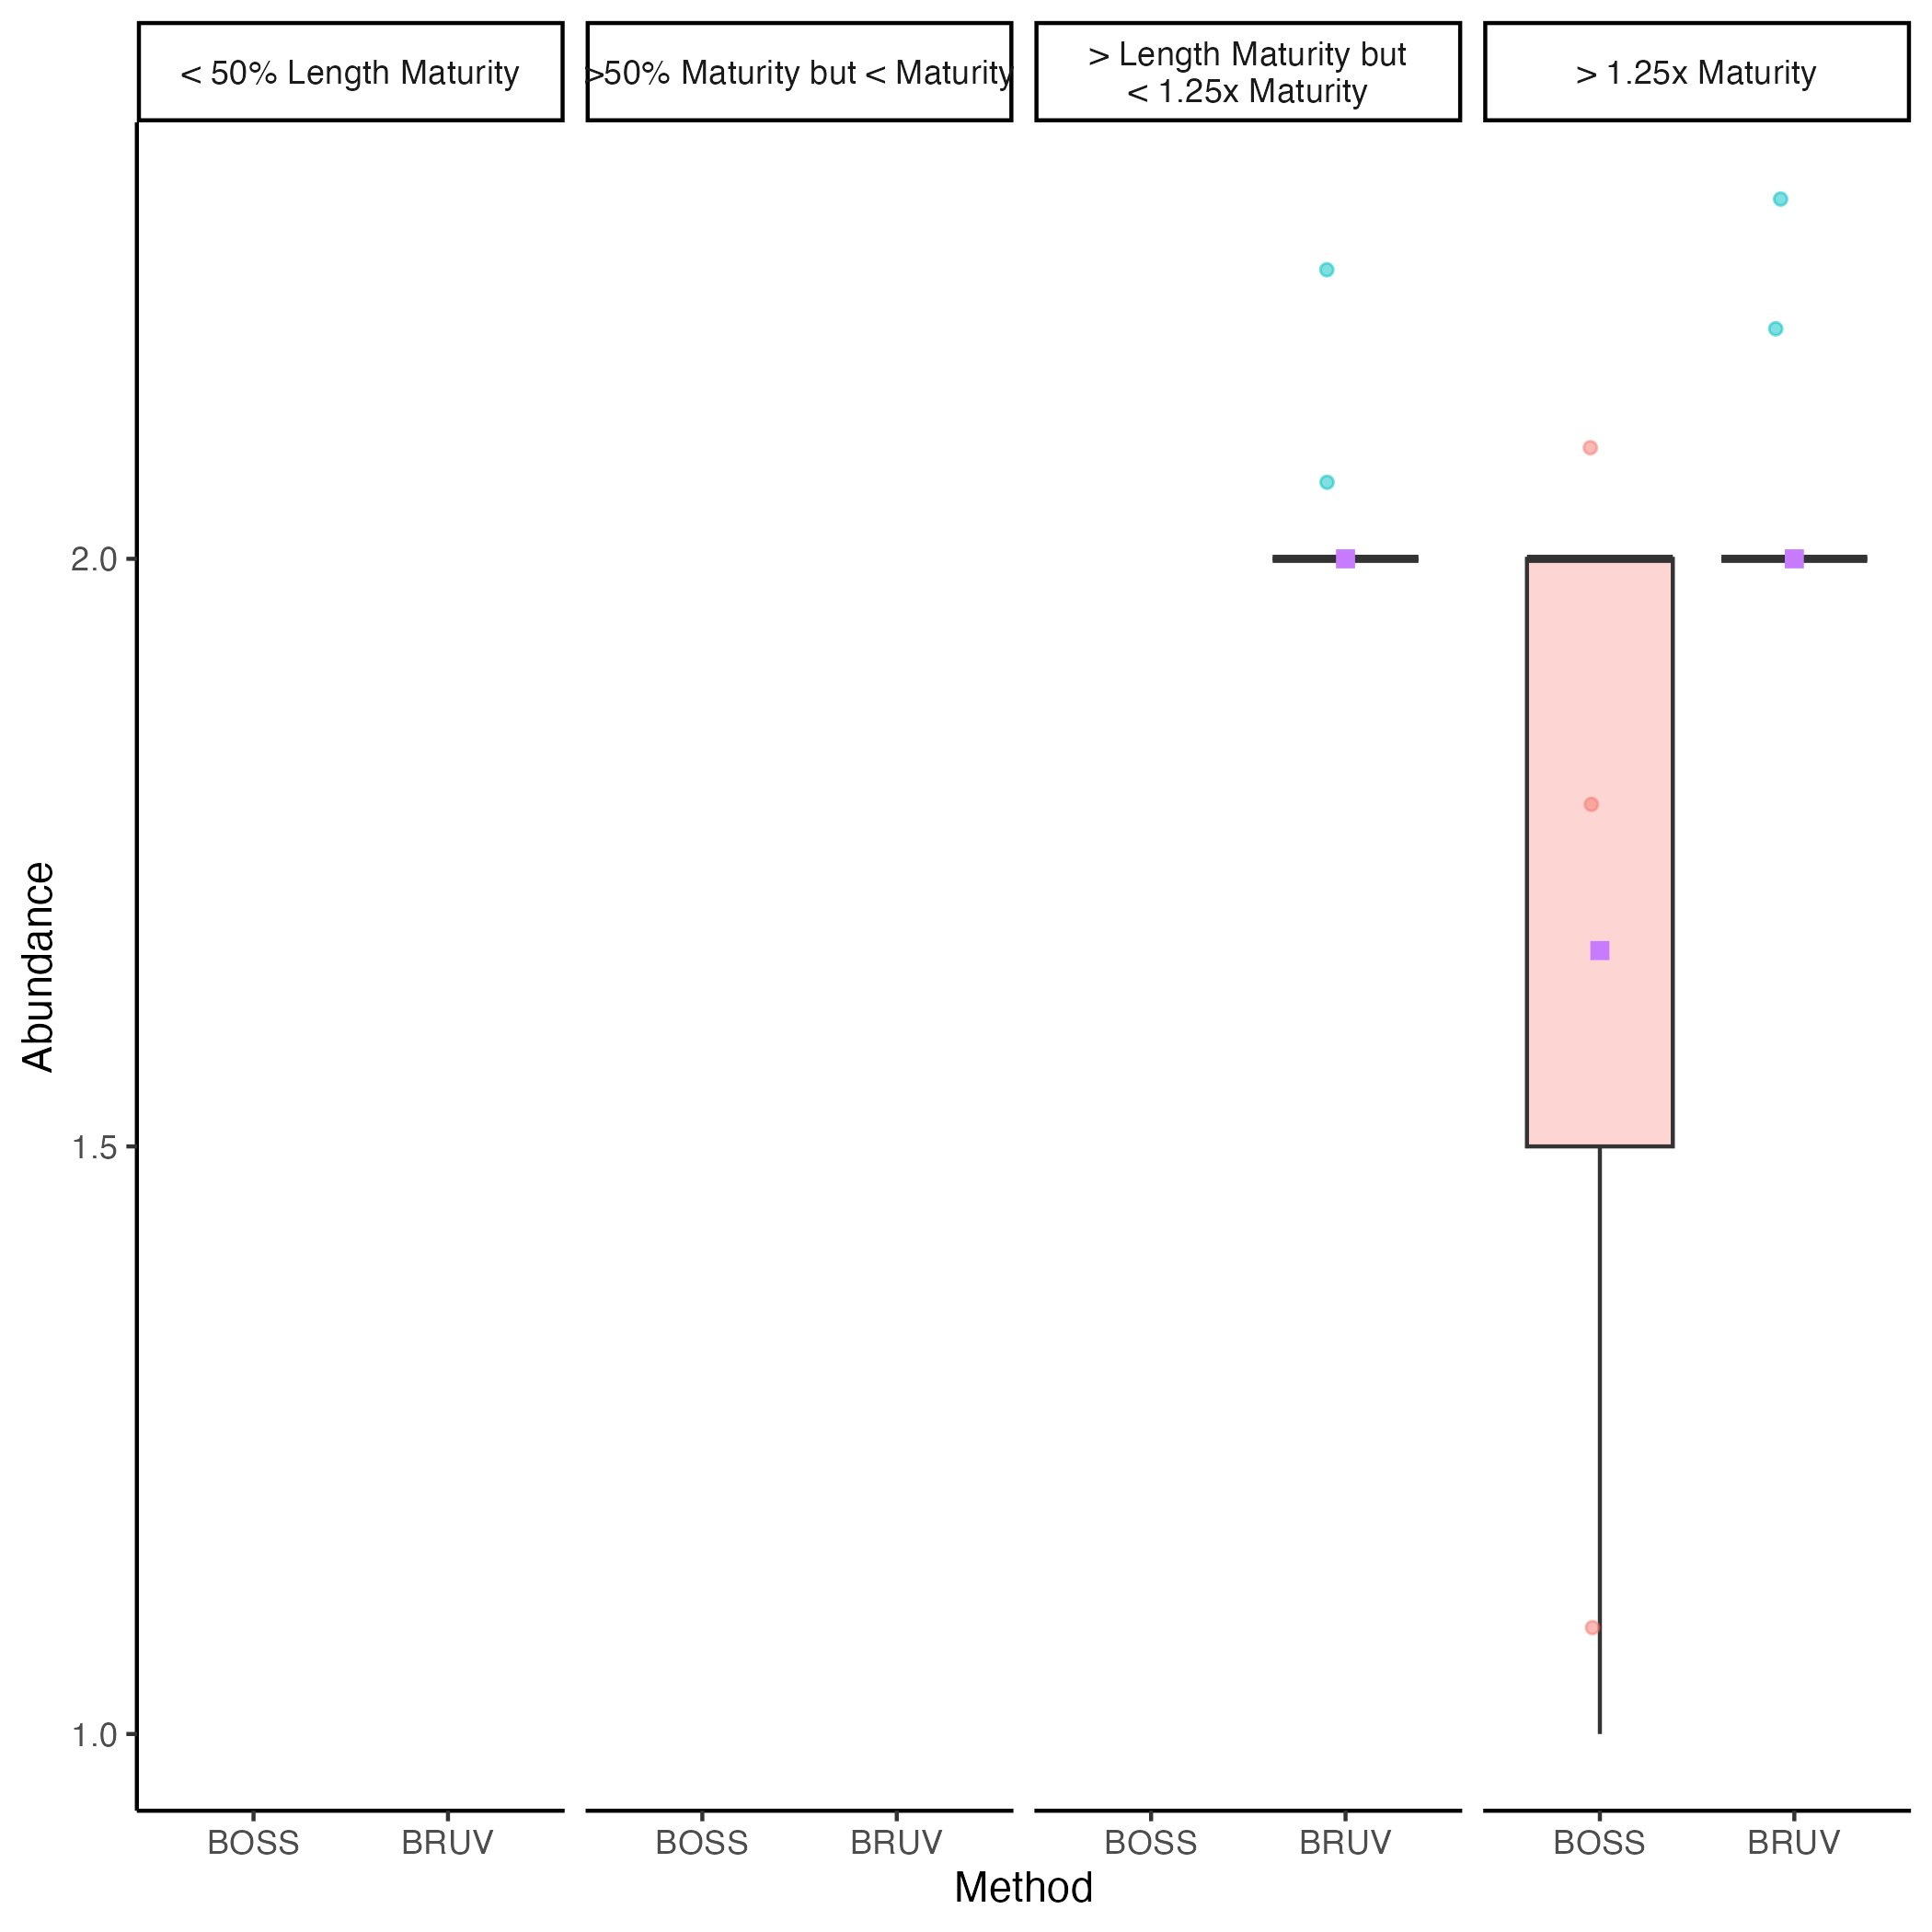 < 50% Length Maturity
>50% Maturity but < Maturity
> Length Maturity but
< 1.25x Maturity
> 1.25x Maturity
Abundance
2.0
1.5
1.0
BOSS
BRUV
BOSS
BRUV
BOSS
BRUV
BOSS
BRUV
Method